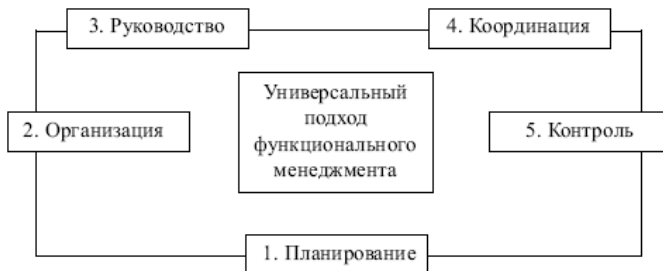 3. Руководство
4. Координация
Универсальный
подход
функционального
менеджмента
2. Организация
5. Контроль
1. Планирование